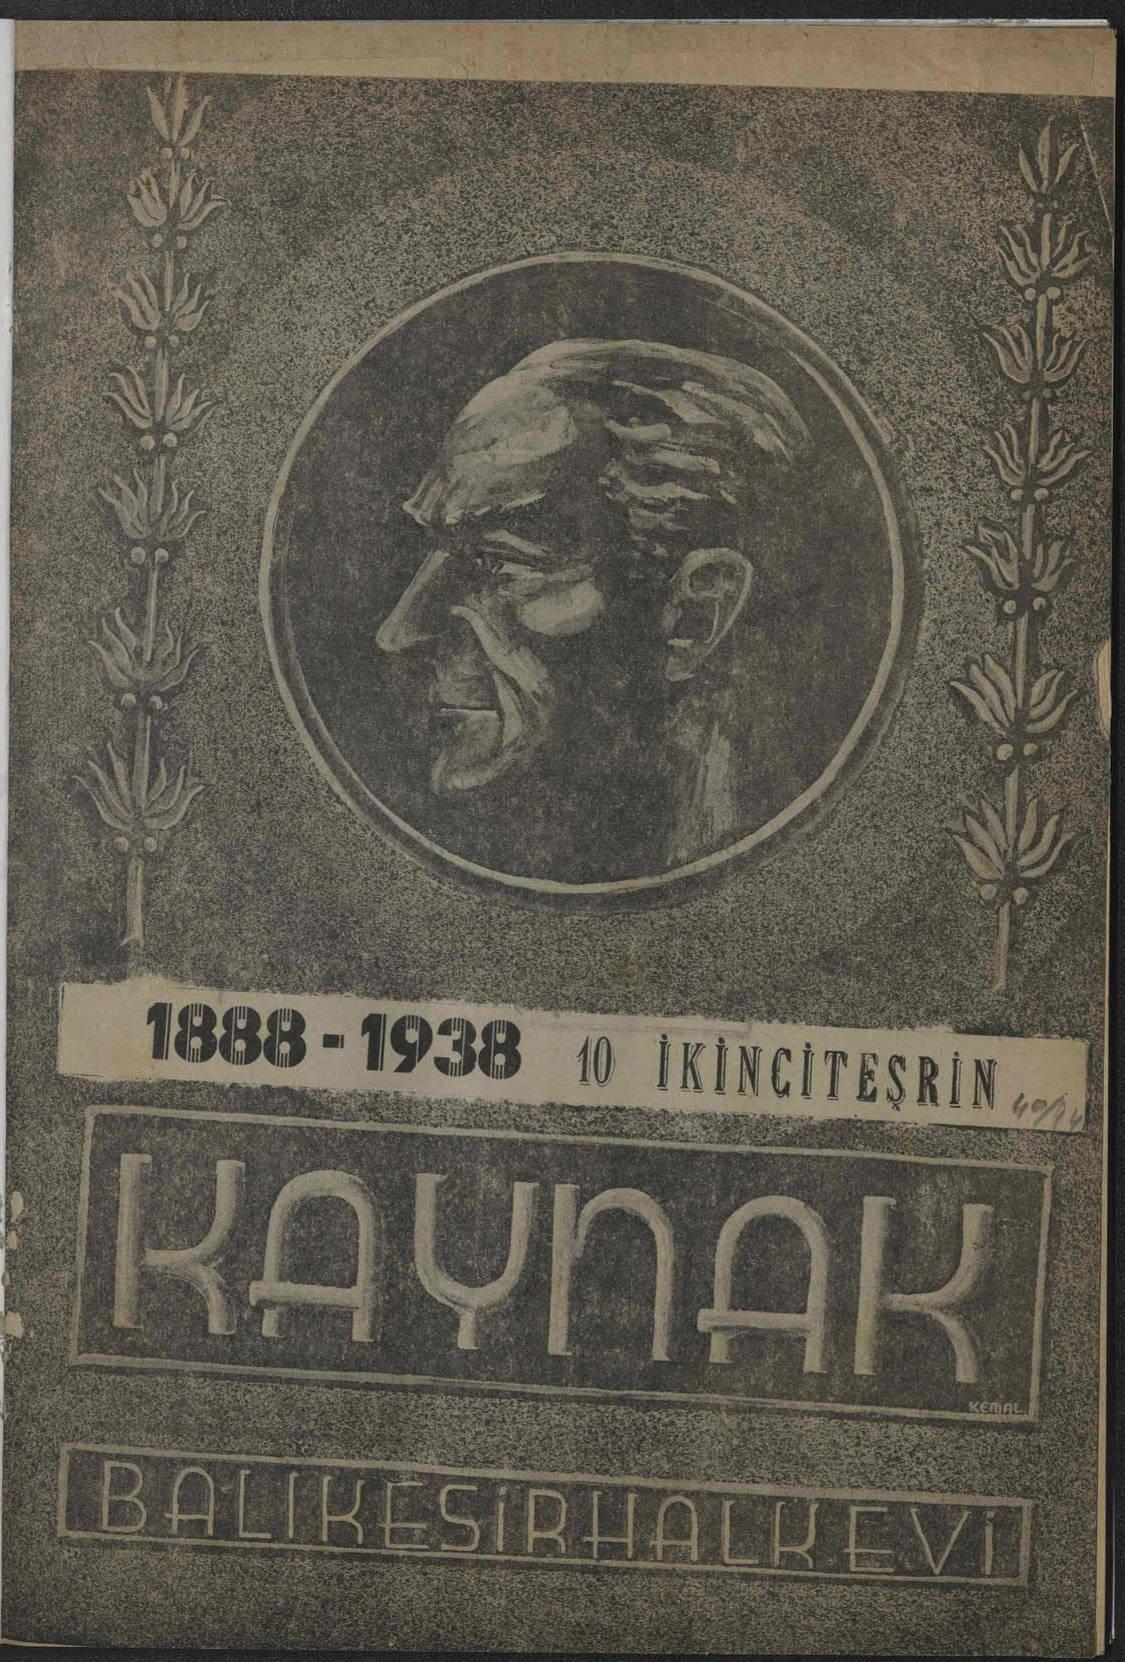 1888-1938 10 İKİNCİTEŞRİN
KAYNAK
KEMAL
BALIKESİR HALKEVİ